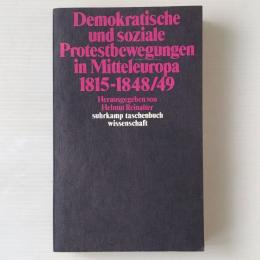 Demokratische
und soziale
Protestbewegungen
in Mitteleuropa
1815-1848/49
Herausgegeben von
Helmut Reinalter
suhrkamp taschenbuch
wissenschaft